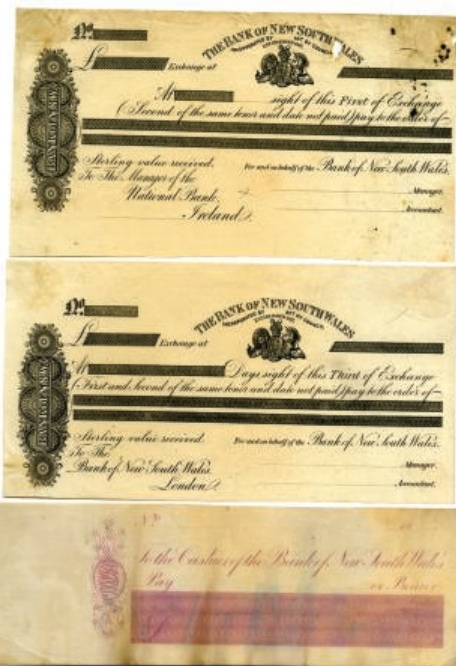 No
£
Exchange at
THE BANK OF NEW SOUTH WALES
INCORPORATED BY ACT OF COUNCIL
At sight of this First of Exchange
(Second of the same tenor and date not paid) pay to the order of
Sterling value received.
For and on behalf of the Bank of New South Wales.
To The Manager of the
Manager.
National Bank,
Ireland.
Accountant.
No
£
Exchange at
THE BANK OF NEW SOUTH WALES
INCORPORATED BY ACT OF COUNCIL
At Days sight of this Third of Exchange
(First and Second of the same tenor and date not paid) pay to the order of
Sterling value received.
For and on behalf of the Bank of New South Wales.
To The
Manager.
Bank of New South Wales.
London.
Accountant.
No
To the Cashier of the Bank of New South Wales
Pay or Bearer
£